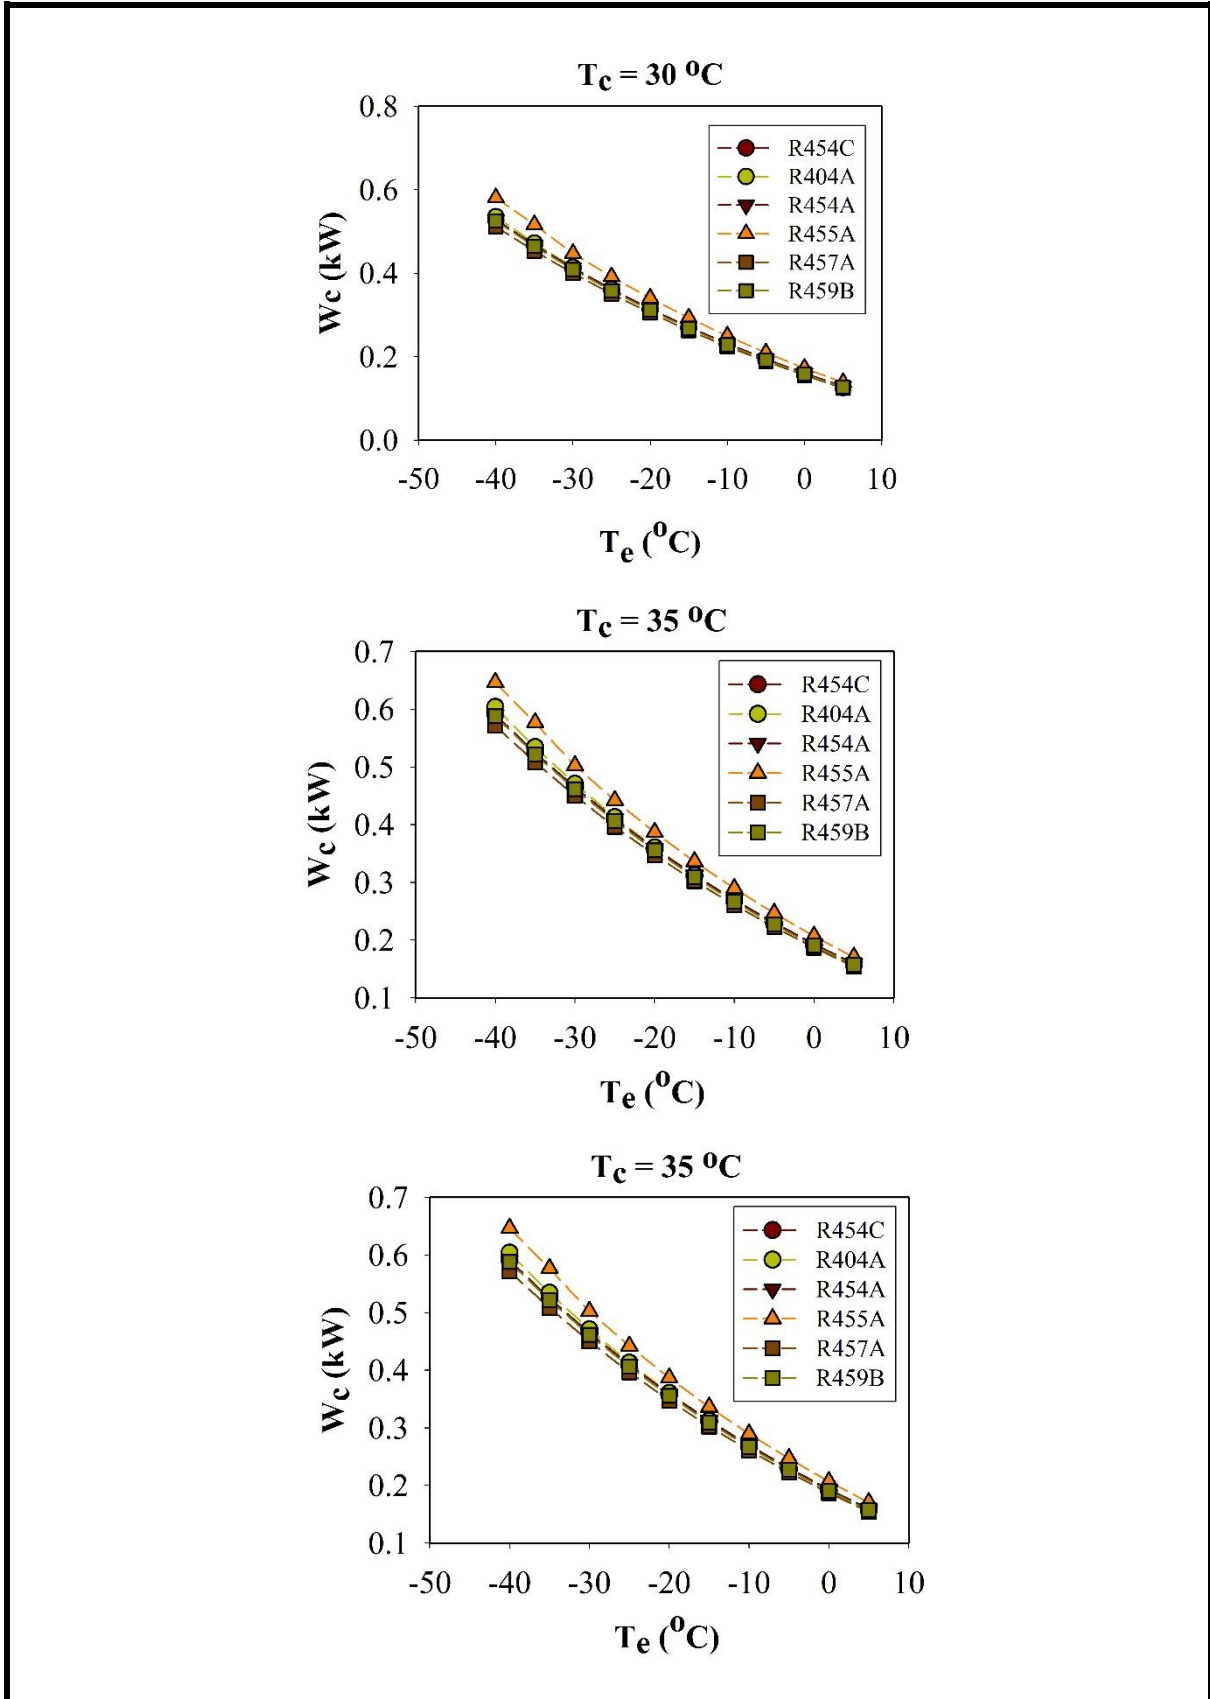 Tc = 30 oC
0.8
0.6
0.4
0.2
0.0
Wc (kW)
R454C
R404A
R454A
R455A
R457A
R459B
-50 -40 -30 -20 -10 0 10
Te (oC)
Tc = 35 oC
0.7
0.6
0.5
0.4
0.3
0.2
0.1
Wc (kW)
R454C
R404A
R454A
R455A
R457A
R459B
-50 -40 -30 -20 -10 0 10
Te (oC)
Tc = 35 oC
0.7
0.6
0.5
0.4
0.3
0.2
0.1
Wc (kW)
R454C
R404A
R454A
R455A
R457A
R459B
-50 -40 -30 -20 -10 0 10
Te (oC)